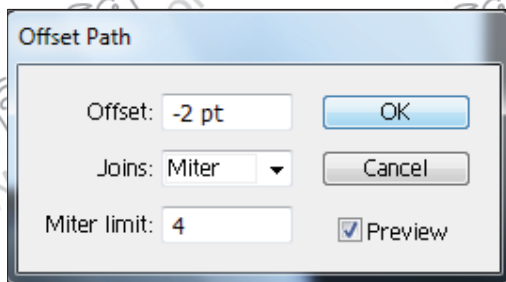 Offset Path
Offset: -2 pt
OK
Joins: Miter
Cancel
Miter limit: 4
Preview